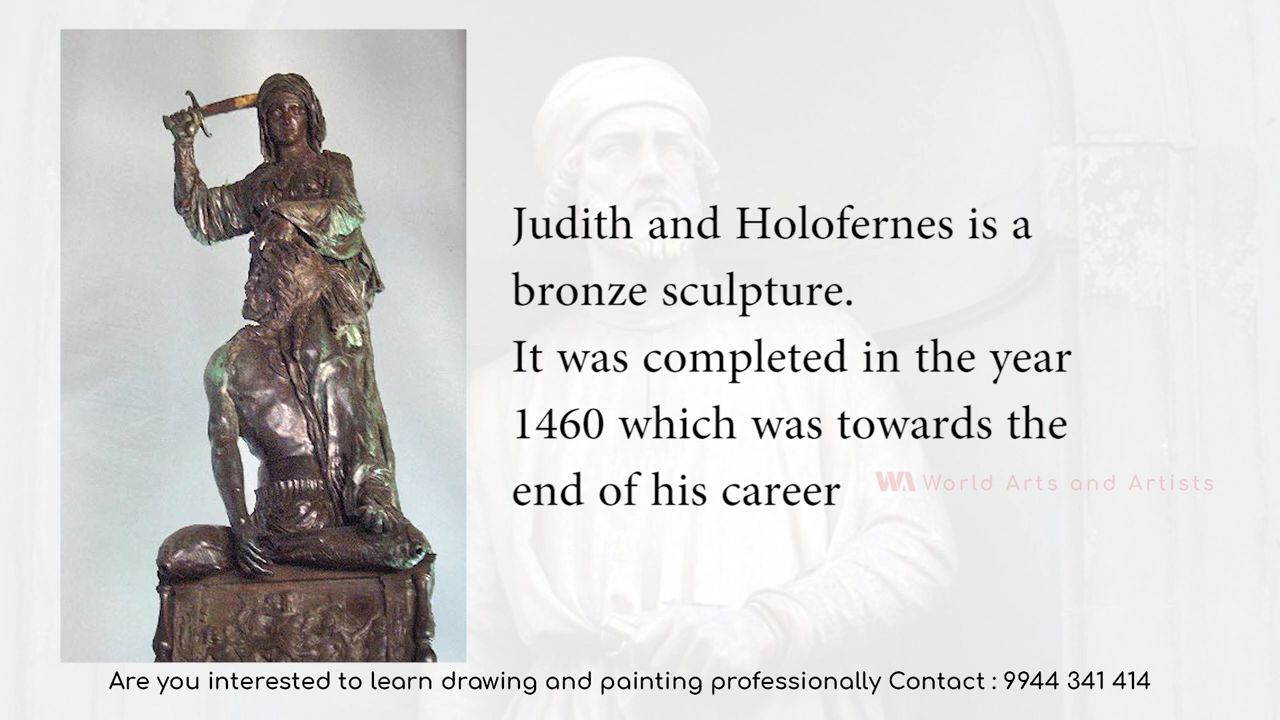 Judith and Holofernes is a
bronze sculpture.
It was completed in the year
1460 which was towards the
end of his career
WA World Arts and Artists
Are you interested to learn drawing and painting professionally Contact : 9944 341 414